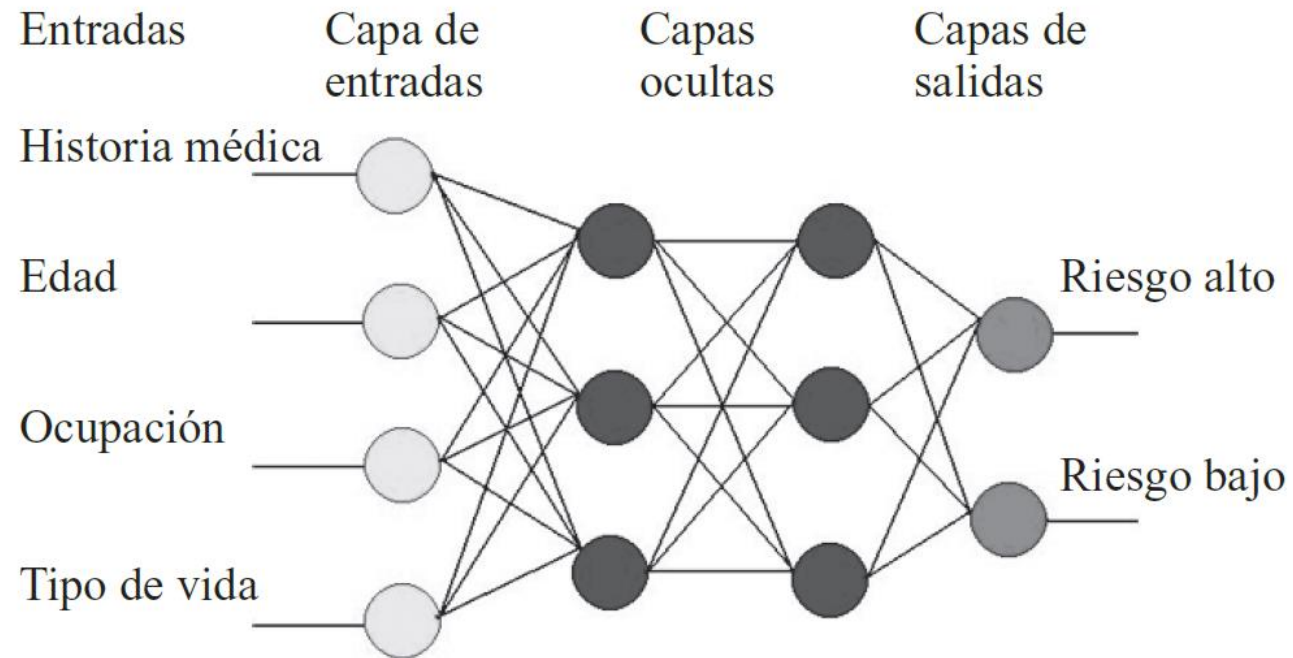 Entradas
Capa de
entradas
Capas
ocultas
Capas de
salidas
Historia médica
Edad
Ocupación
Tipo de vida
Riesgo alto
Riesgo bajo